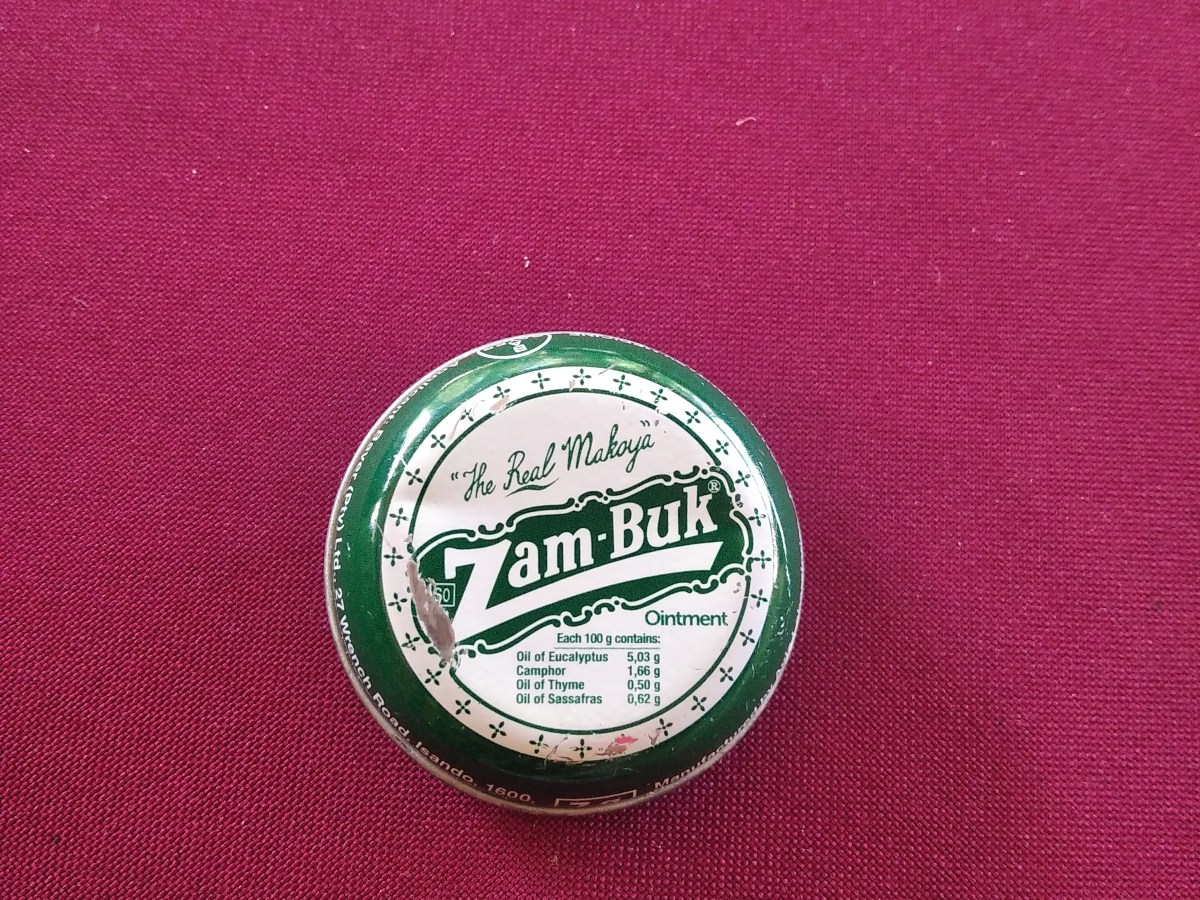 "The Real Makoya"
Zam-Buk®
Ointment
Each 100 g contains:
Oil of Eucalyptus 5,03 g
Camphor 1,66 g
Oil of Thyme 0,50 g
Oil of Sassafras 0,62 g
Bayer (Pty) Ltd., 27 Wrench Road, Isando, 1600.